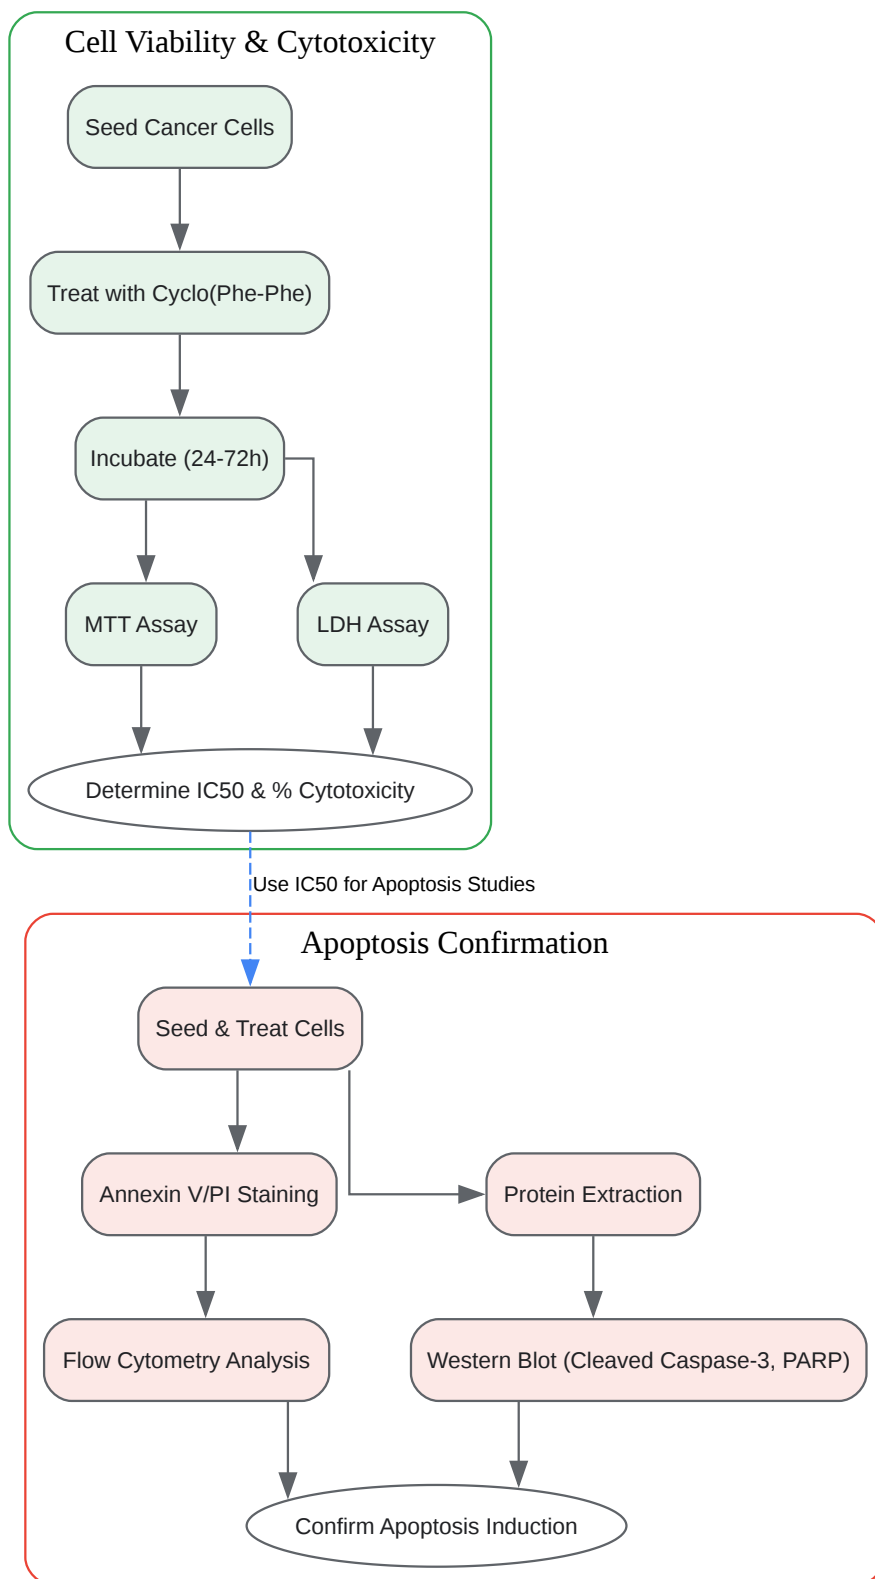 Cell Viability & Cytotoxicity
Seed Cancer Cells
Treat with Cyclo(Phe-Phe)
Incubate (24-72h)
MTT Assay
LDH Assay
Determine IC50 & % Cytotoxicity
Use IC50 for Apoptosis Studies
Apoptosis Confirmation
Seed & Treat Cells
Annexin V/PI Staining
Protein Extraction
Flow Cytometry Analysis
Western Blot (Cleaved Caspase-3, PARP)
Confirm Apoptosis Induction